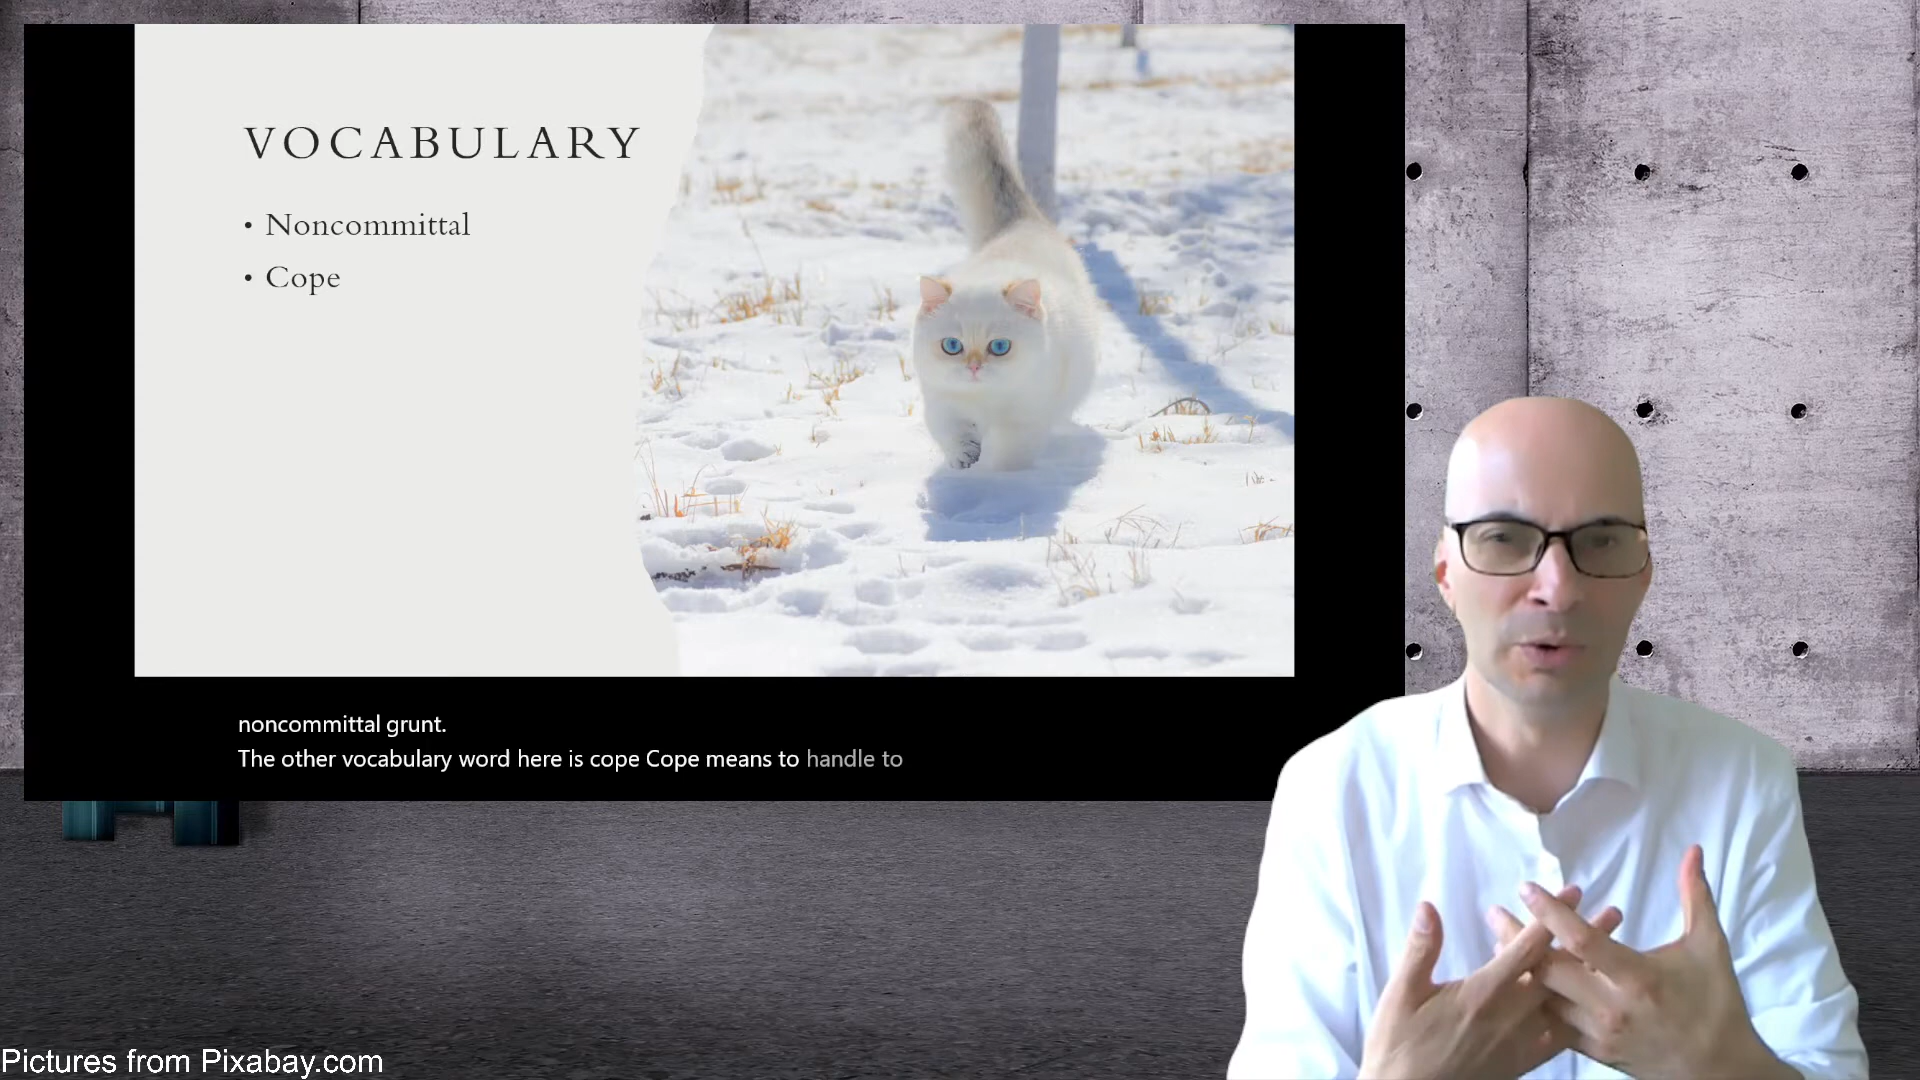 VOCABULARY
• Noncommittal
• Cope
noncommittal grunt.
The other vocabulary word here is cope Cope means to handle to
Pictures from Pixabay.com